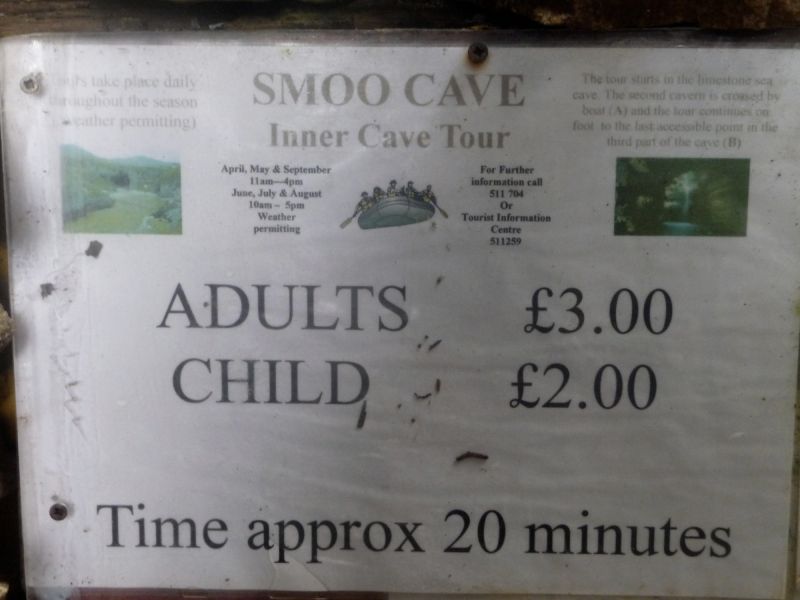 Tours take place daily
throughout the season
(weather permitting)
SMOO CAVE
Inner Cave Tour
The tour starts in the limestone sea
cave. The second cavern is crossed by
boat (A) and the tour continues on
foot to the last accessible point in the
third part of the cave (B)
April, May & September
11am—4pm
June, July & August
10am – 5pm
Weather
permitting
For Further
information call
511 704
Or
Tourist Information
Centre
511259
ADULTS £3.00
CHILD £2.00
Time approx 20 minutes